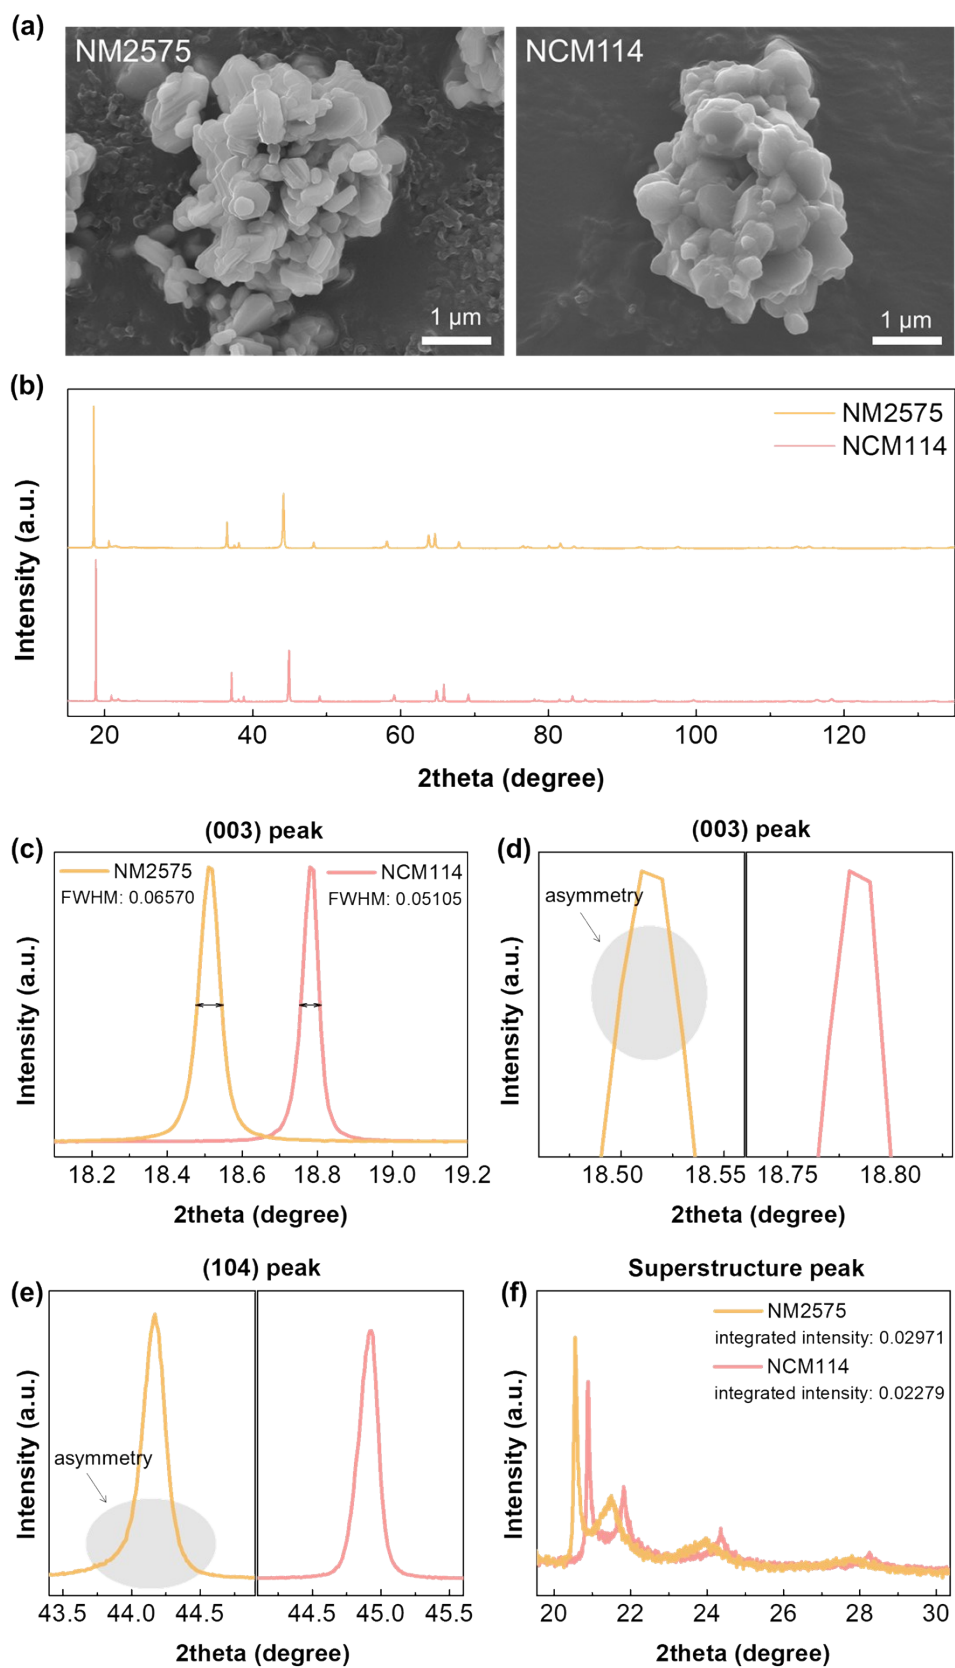 (a)
NM2575
NCM114
1 µm
1 µm
(b)
NM2575
NCM114
Intensity (a.u.)
20 40 60 80 100 120
2theta (degree)
(003) peak
(c)
NM2575
FWHM: 0.06570
NCM114
FWHM: 0.05105
Intensity (a.u.)
18.2 18.4 18.6 18.8 19.0 19.2
2theta (degree)
(003) peak
(d)
asymmetry
Intensity (a.u.)
18.50 18.55 18.75 18.80
2theta (degree)
(104) peak
(e)
asymmetry
Intensity (a.u.)
43.5 44.0 44.5 44.5 45.0 45.5
2theta (degree)
Superstructure peak
(f)
NM2575
integrated intensity: 0.02971
NCM114
integrated intensity: 0.02279
Intensity (a.u.)
20 22 24 26 28 30
2theta (degree)